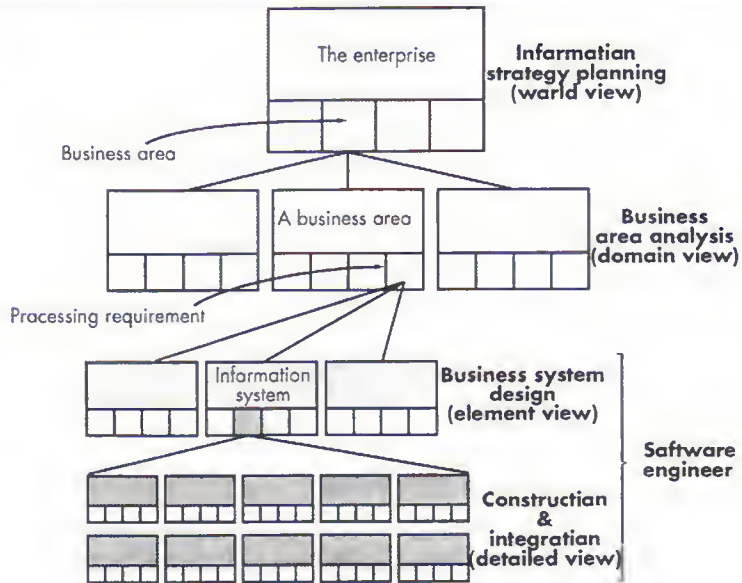 The enterprise
Infarmatian
strategy planning
(warld view)
Business area
A business area
Business
area analysis
(domain view)
Processing requirement
Information
system
Business system
design
(element view)
Saftware
engineer
Canstructian
&
integratian
(detailed view)